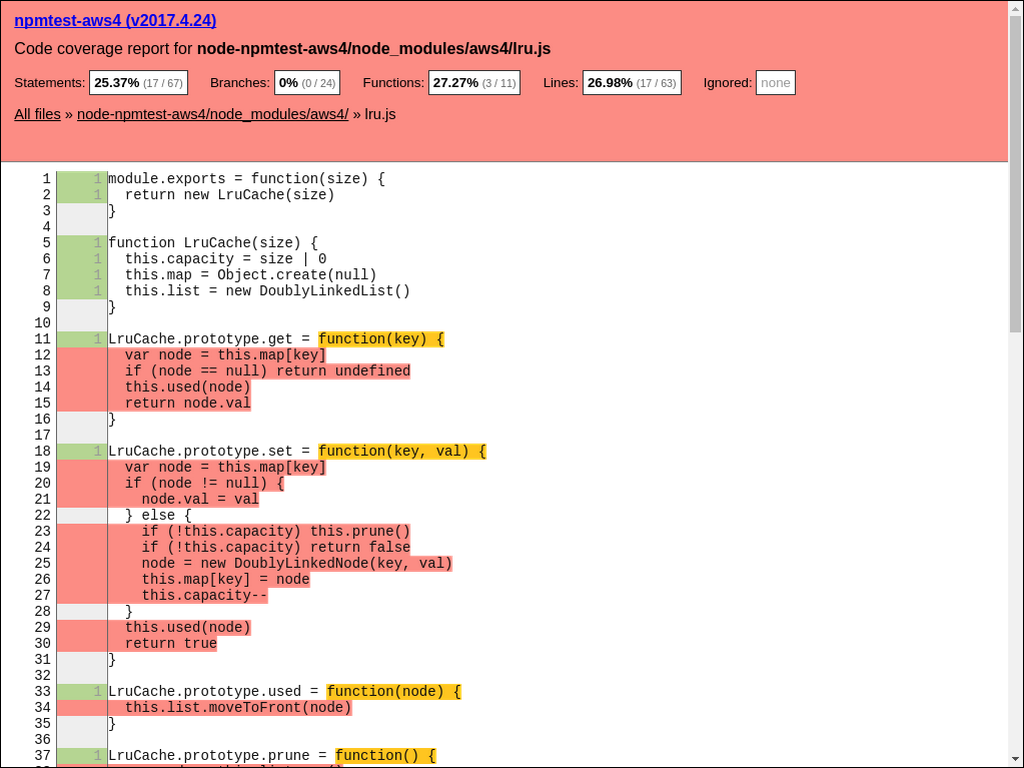 npmtest-aws4 (v2017.4.24)
Code coverage report for node-npmtest-aws4/node_modules/aws4/lru.js
Statements: 25.37% (17 / 67) Branches: 0% (0 / 24) Functions: 27.27% (3 / 11) Lines: 26.98% (17 / 63) Ignored: none
All files » node-npmtest-aws4/node_modules/aws4/ » lru.js
1 1 module.exports = function(size) {
2 1   return new LruCache(size)
3 }
4
5 1 function LruCache(size) {
6 1   this.capacity = size | 0
7 1   this.map = Object.create(null)
8 1   this.list = new DoublyLinkedList()
9 }
10
11 1 LruCache.prototype.get = function(key) {
12   var node = this.map[key]
13   if (node == null) return undefined
14   this.used(node)
15   return node.val
16 }
17
18 1 LruCache.prototype.set = function(key, val) {
19   var node = this.map[key]
20   if (node != null) {
21     node.val = val
22   } else {
23     if (!this.capacity) this.prune()
24     if (!this.capacity) return false
25     node = new DoublyLinkedNode(key, val)
26     this.map[key] = node
27     this.capacity--
28   }
29   this.used(node)
30   return true
31 }
32
33 1 LruCache.prototype.used = function(node) {
34   this.list.moveToFront(node)
35 }
36
37 1 LruCache.prototype.prune = function() {